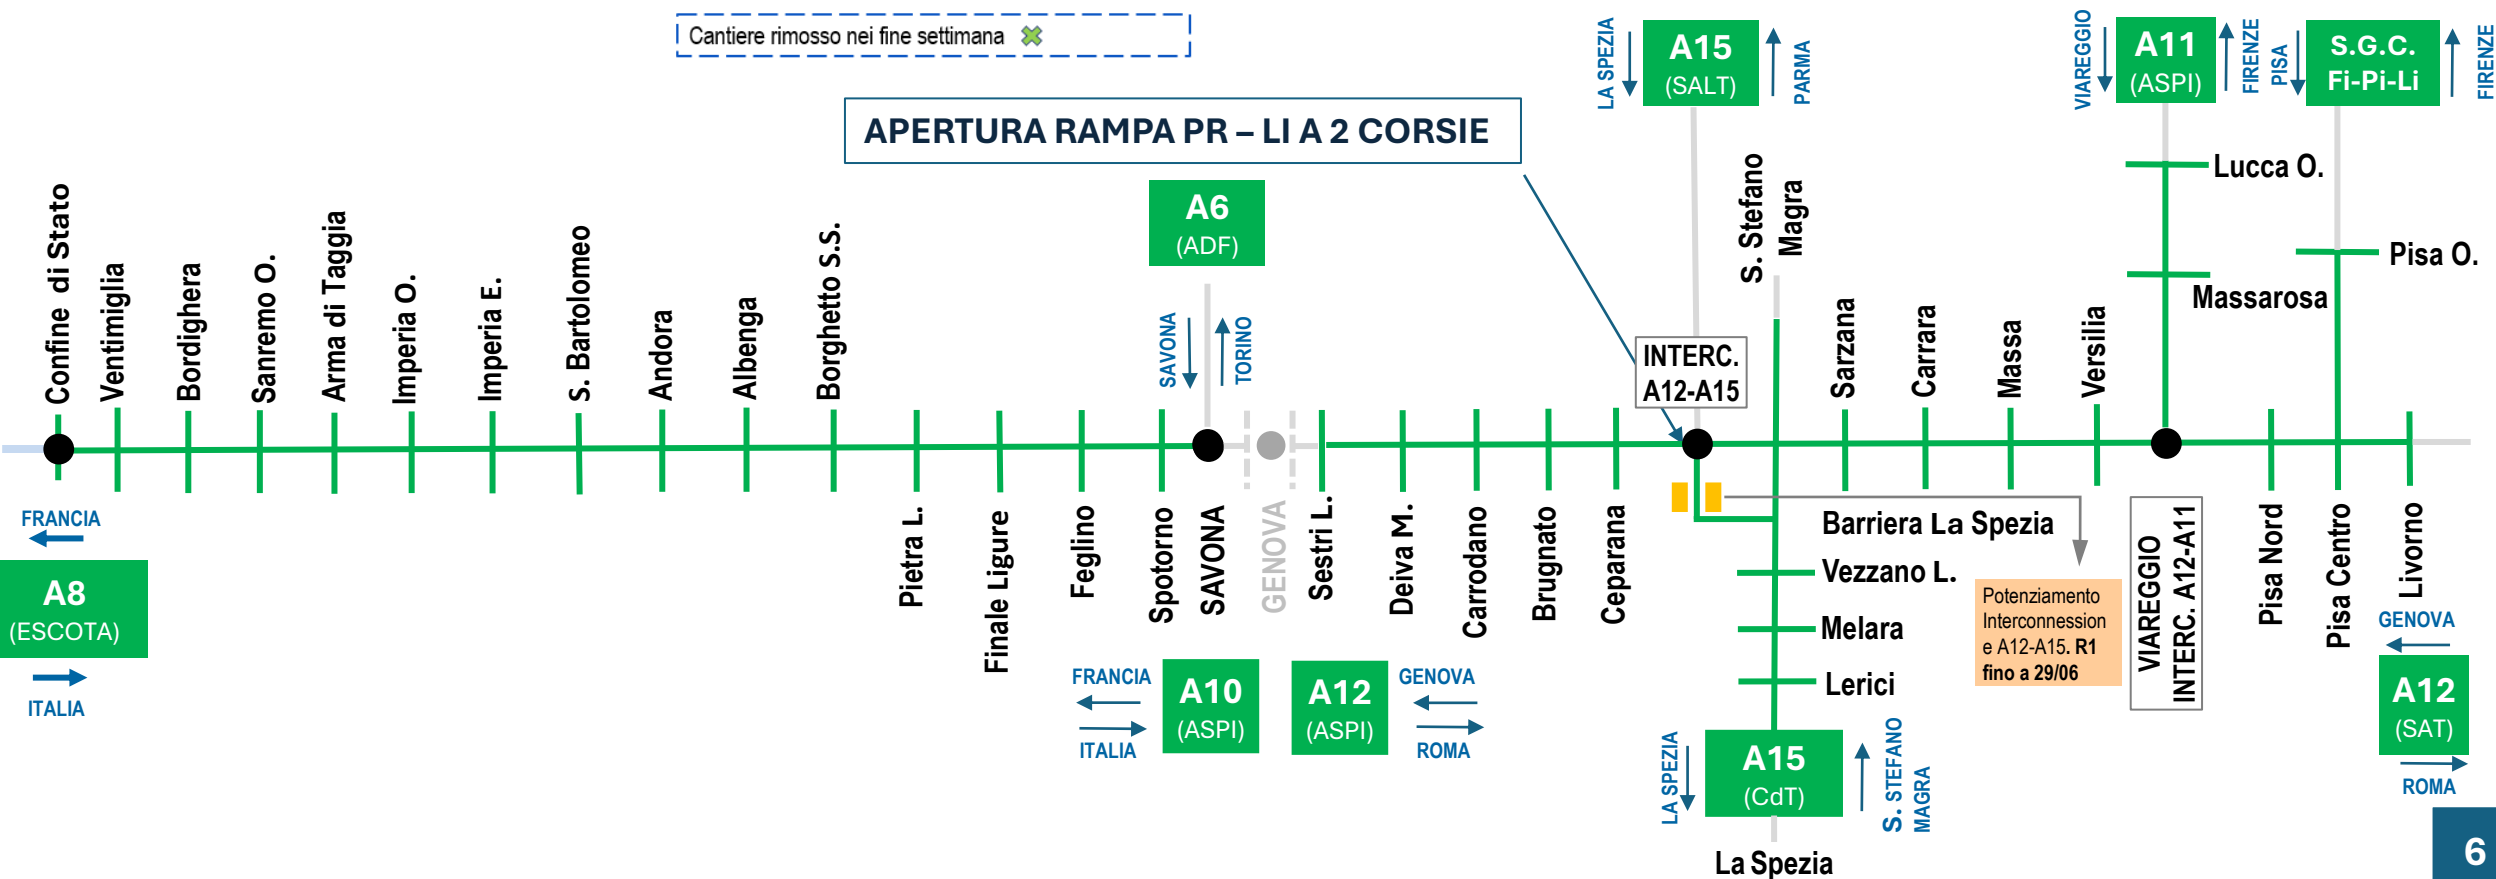 Cantiere rimosso nei fine settimana
APERTURA RAMPA PR – LI A 2 CORSIE
LA SPEZIA
A15
(SALT)
PARMA
VIAREGGIO
A11
(ASPI)
FIRENZE
PISA
S.G.C.
Fi-Pi-Li
FIRENZE
A6
(ADF)
SAVONA
TORINO
Confine di Stato
Ventimiglia
Bordighera
Sanremo O.
Arma di Taggia
Imperia O.
Imperia E.
S. Bartolomeo
Andora
Albenga
Borghetto S.S.
INTERC.
A12-A15
S. Stefano
Magra
Sarzana
Carrara
Massa
Versilia
Lucca O.
Massarosa
Pisa O.
FRANCIA
A8
(ESCOTA)
ITALIA
Pietra L.
Finale Ligure
Feglino
Spotorno
SAVONA
GENOVA
Sestri L.
Deiva M.
Carrodano
Brugnato
Ceparana
Barriera La Spezia
Vezzano L.
Melara
Lerici
Potenziamento
Interconnession
e A12-A15. R1
fino a 29/06
VIAREGGIO
INTERC. A12-A11
Pisa Nord
Pisa Centro
Livorno
FRANCIA
A10
(ASPI)
ITALIA
A12
(ASPI)
GENOVA
ROMA
LA SPEZIA
A15
(CdT)
S. STEFANO
MAGRA
La Spezia
GENOVA
A12
(SAT)
ROMA
6